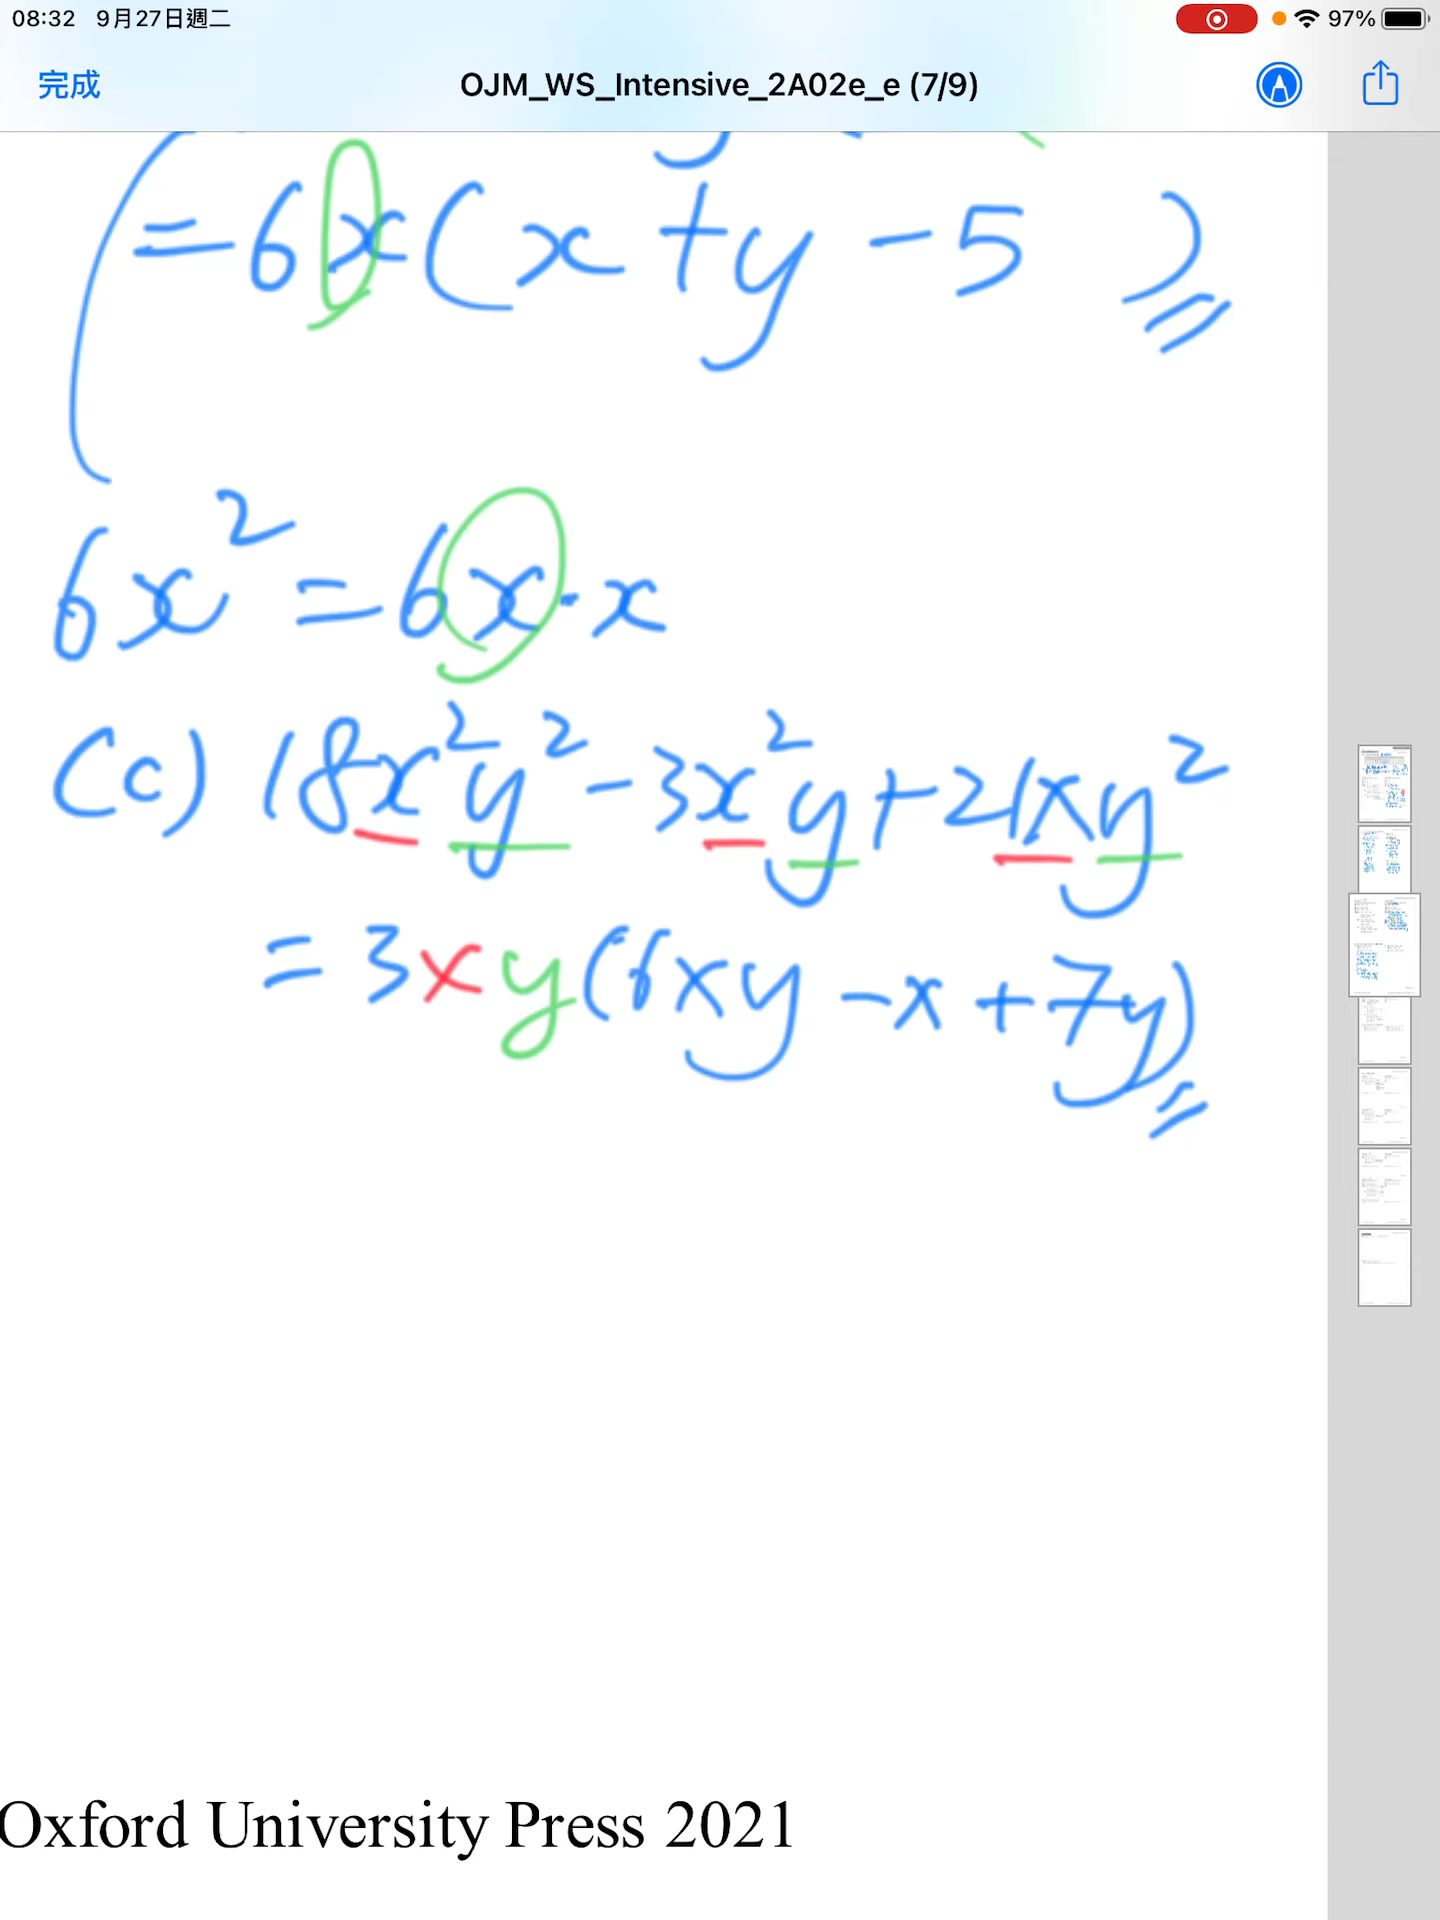 08:32 9月27日週二 97%
完成 OJM_WS_Intensive_2A02e_e (7/9)
=6x(x+y-5)
6x²=6x·x
(c) 18x²y²-3x²y+21xy²
=3xy(6xy-x+7y)
Oxford University Press 2021